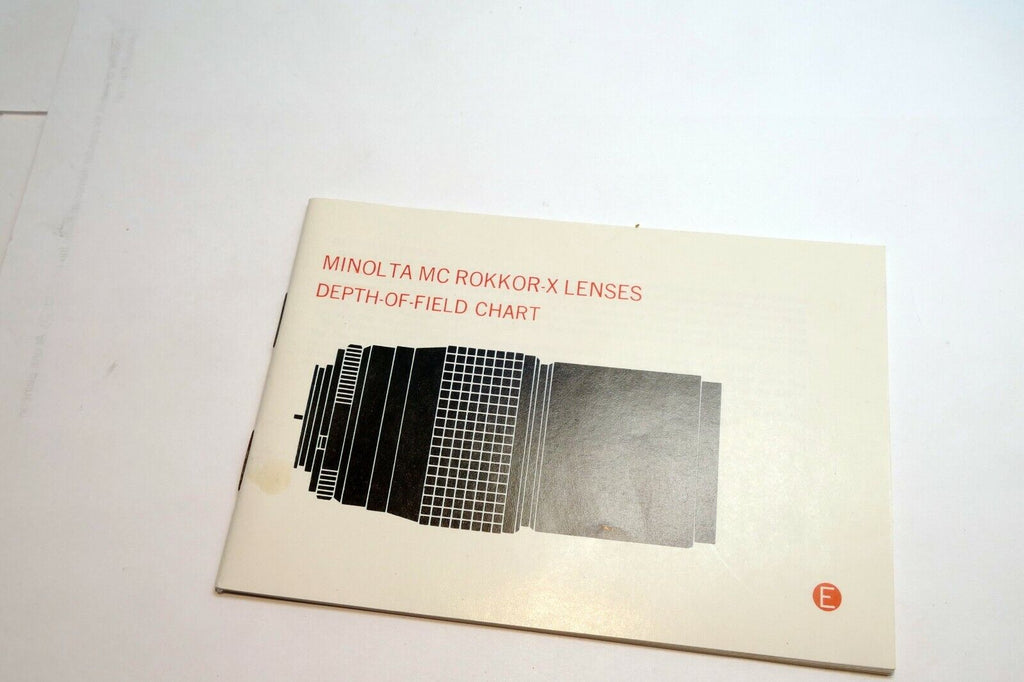 MINOLTA MC ROKKOR-X LENSES
DEPTH-OF-FIELD CHART
E